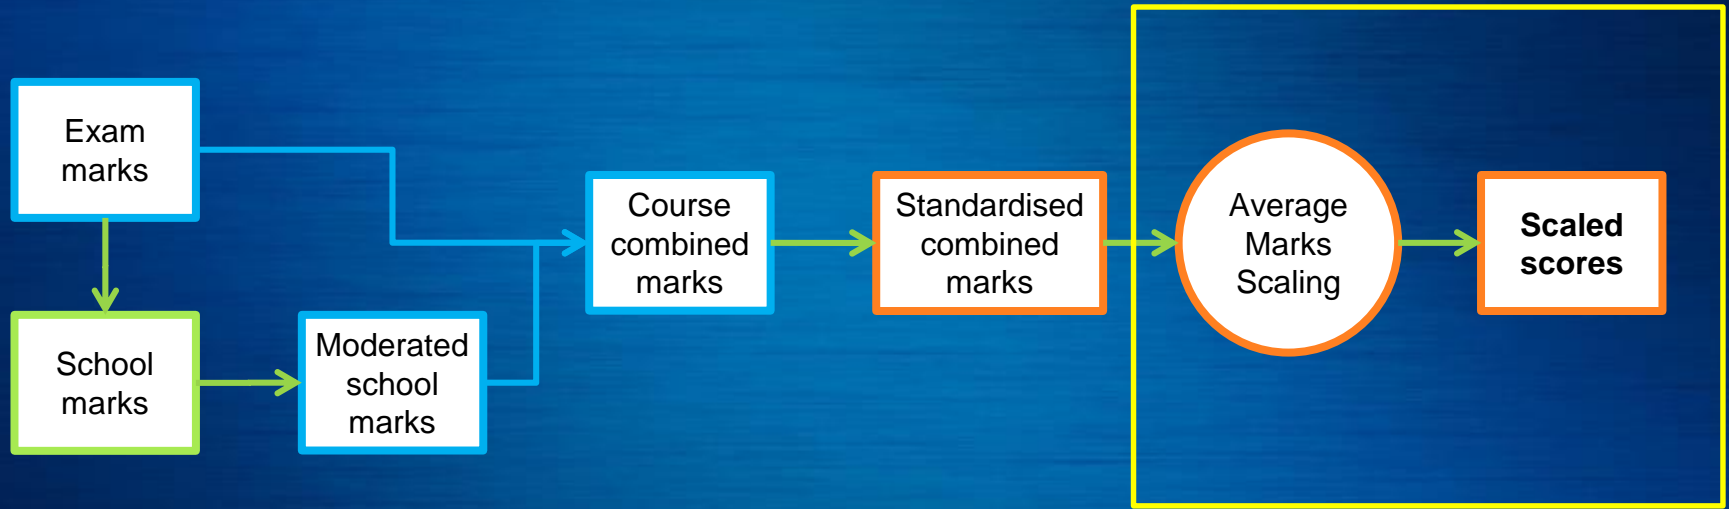 Exam
marks
School
marks
Moderated
school
marks
Course
combined
marks
Standardised
combined
marks
Average
Marks
Scaling
Scaled
scores